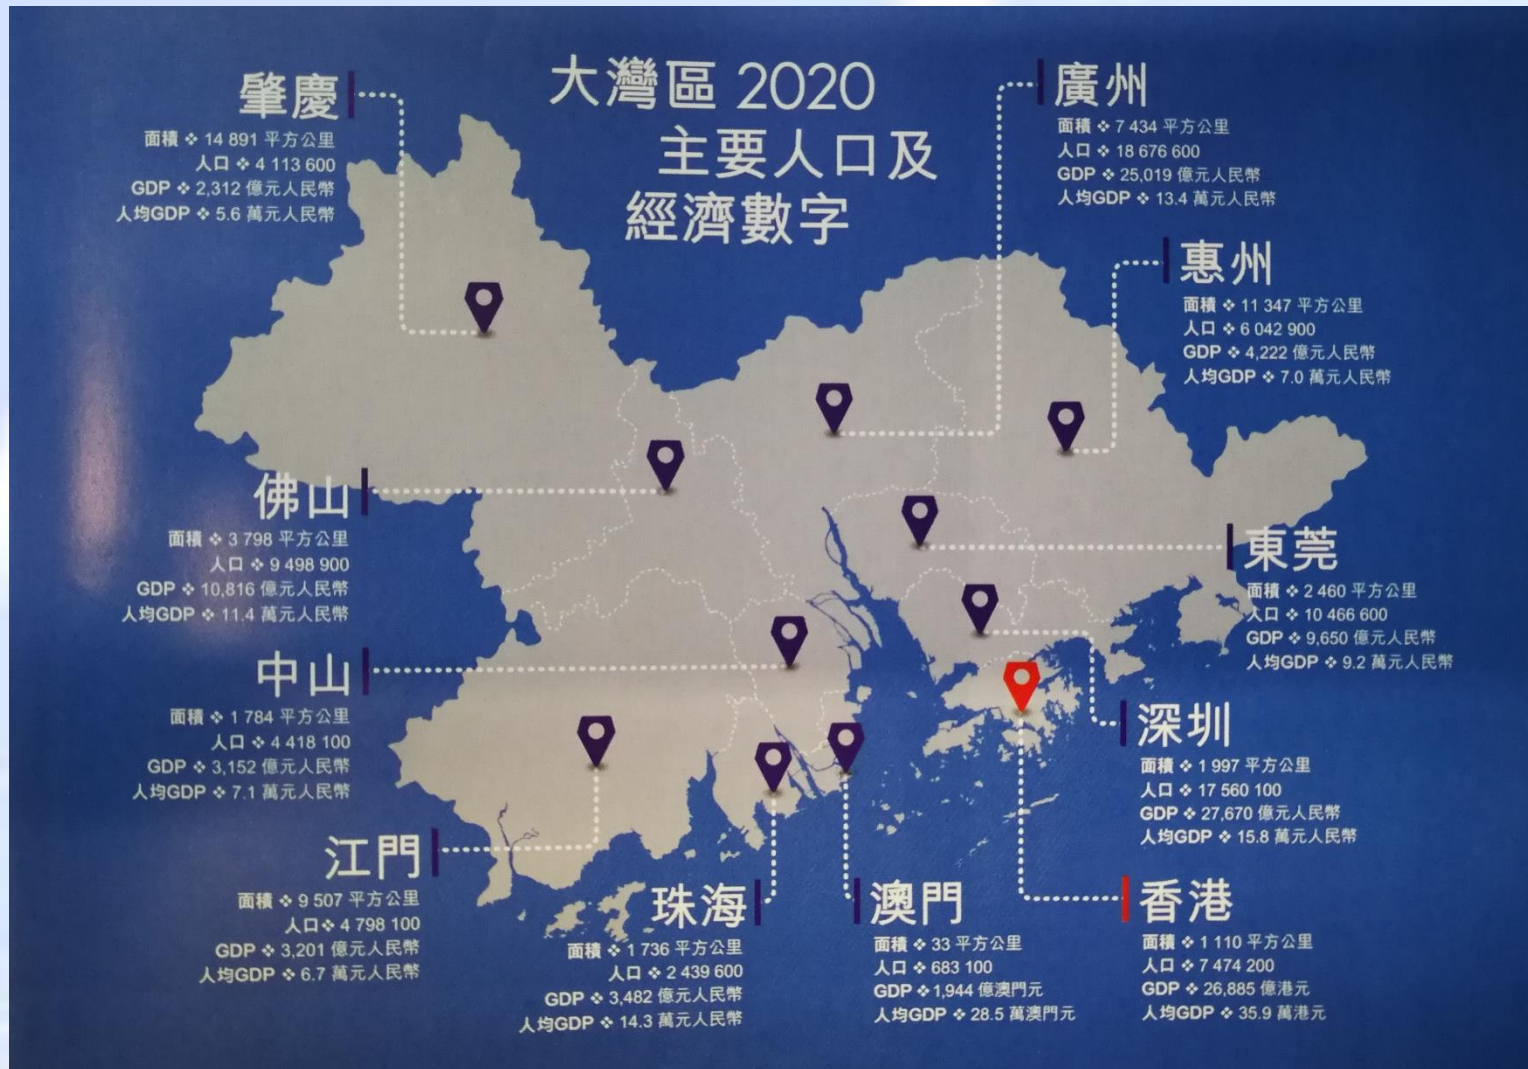 大灣區 2020
主要人口及
經濟數字
肇慶
面積 ❖ 14 891 平方公里
人口 ❖ 4 113 600
GDP ❖ 2,312 億元人民幣
人均GDP ❖ 5.6 萬元人民幣
廣州
面積 ❖ 7 434 平方公里
人口 ❖ 18 676 600
GDP ❖ 25,019 億元人民幣
人均GDP ❖ 13.4 萬元人民幣
惠州
面積 ❖ 11 347 平方公里
人口 ❖ 6 042 900
GDP ❖ 4,222 億元人民幣
人均GDP ❖ 7.0 萬元人民幣
佛山
面積 ❖ 3 798 平方公里
人口 ❖ 9 498 900
GDP ❖ 10,816 億元人民幣
人均GDP ❖ 11.4 萬元人民幣
東莞
面積 ❖ 2 460 平方公里
人口 ❖ 10 466 600
GDP ❖ 9,650 億元人民幣
人均GDP ❖ 9.2 萬元人民幣
中山
面積 ❖ 1 784 平方公里
人口 ❖ 4 418 100
GDP ❖ 3,152 億元人民幣
人均GDP ❖ 7.1 萬元人民幣
深圳
面積 ❖ 1 997 平方公里
人口 ❖ 17 560 100
GDP ❖ 27,670 億元人民幣
人均GDP ❖ 15.8 萬元人民幣
江門
面積 ❖ 9 507 平方公里
人口 ❖ 4 798 100
GDP ❖ 3,201 億元人民幣
人均GDP ❖ 6.7 萬元人民幣
珠海
面積 ❖ 1 736 平方公里
人口 ❖ 2 439 600
GDP ❖ 3,482 億元人民幣
人均GDP ❖ 14.3 萬元人民幣
澳門
面積 ❖ 33 平方公里
人口 ❖ 683 100
GDP ❖ 1,944 億澳門元
人均GDP ❖ 28.5 萬澳門元
香港
面積 ❖ 1 110 平方公里
人口 ❖ 7 474 200
GDP ❖ 26,885 億港元
人均GDP ❖ 35.9 萬港元